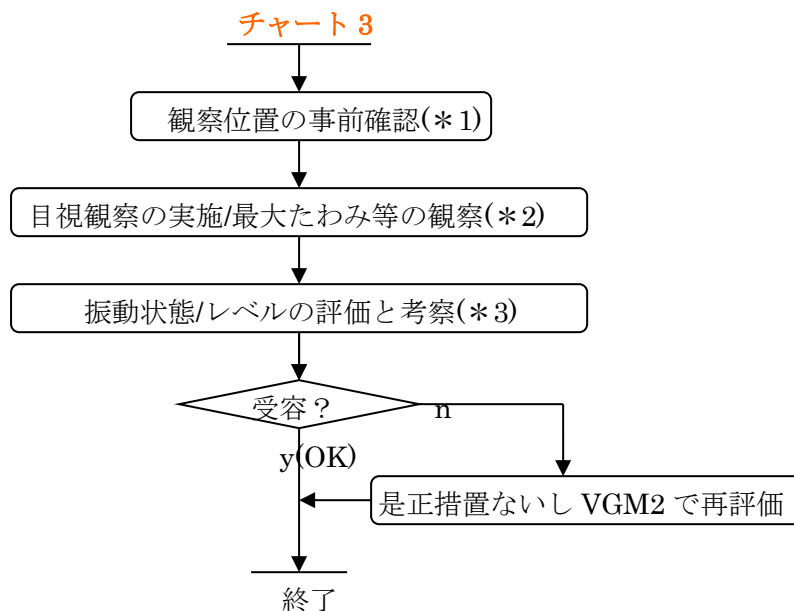 チャート 3
観察位置の事前確認(＊1)
目視観察の実施/最大たわみ等の観察(＊2)
振動状態/レベルの評価と考察(＊3)
受容？
n
y(OK)
是正措置ないし VGM2 で再評価
終了